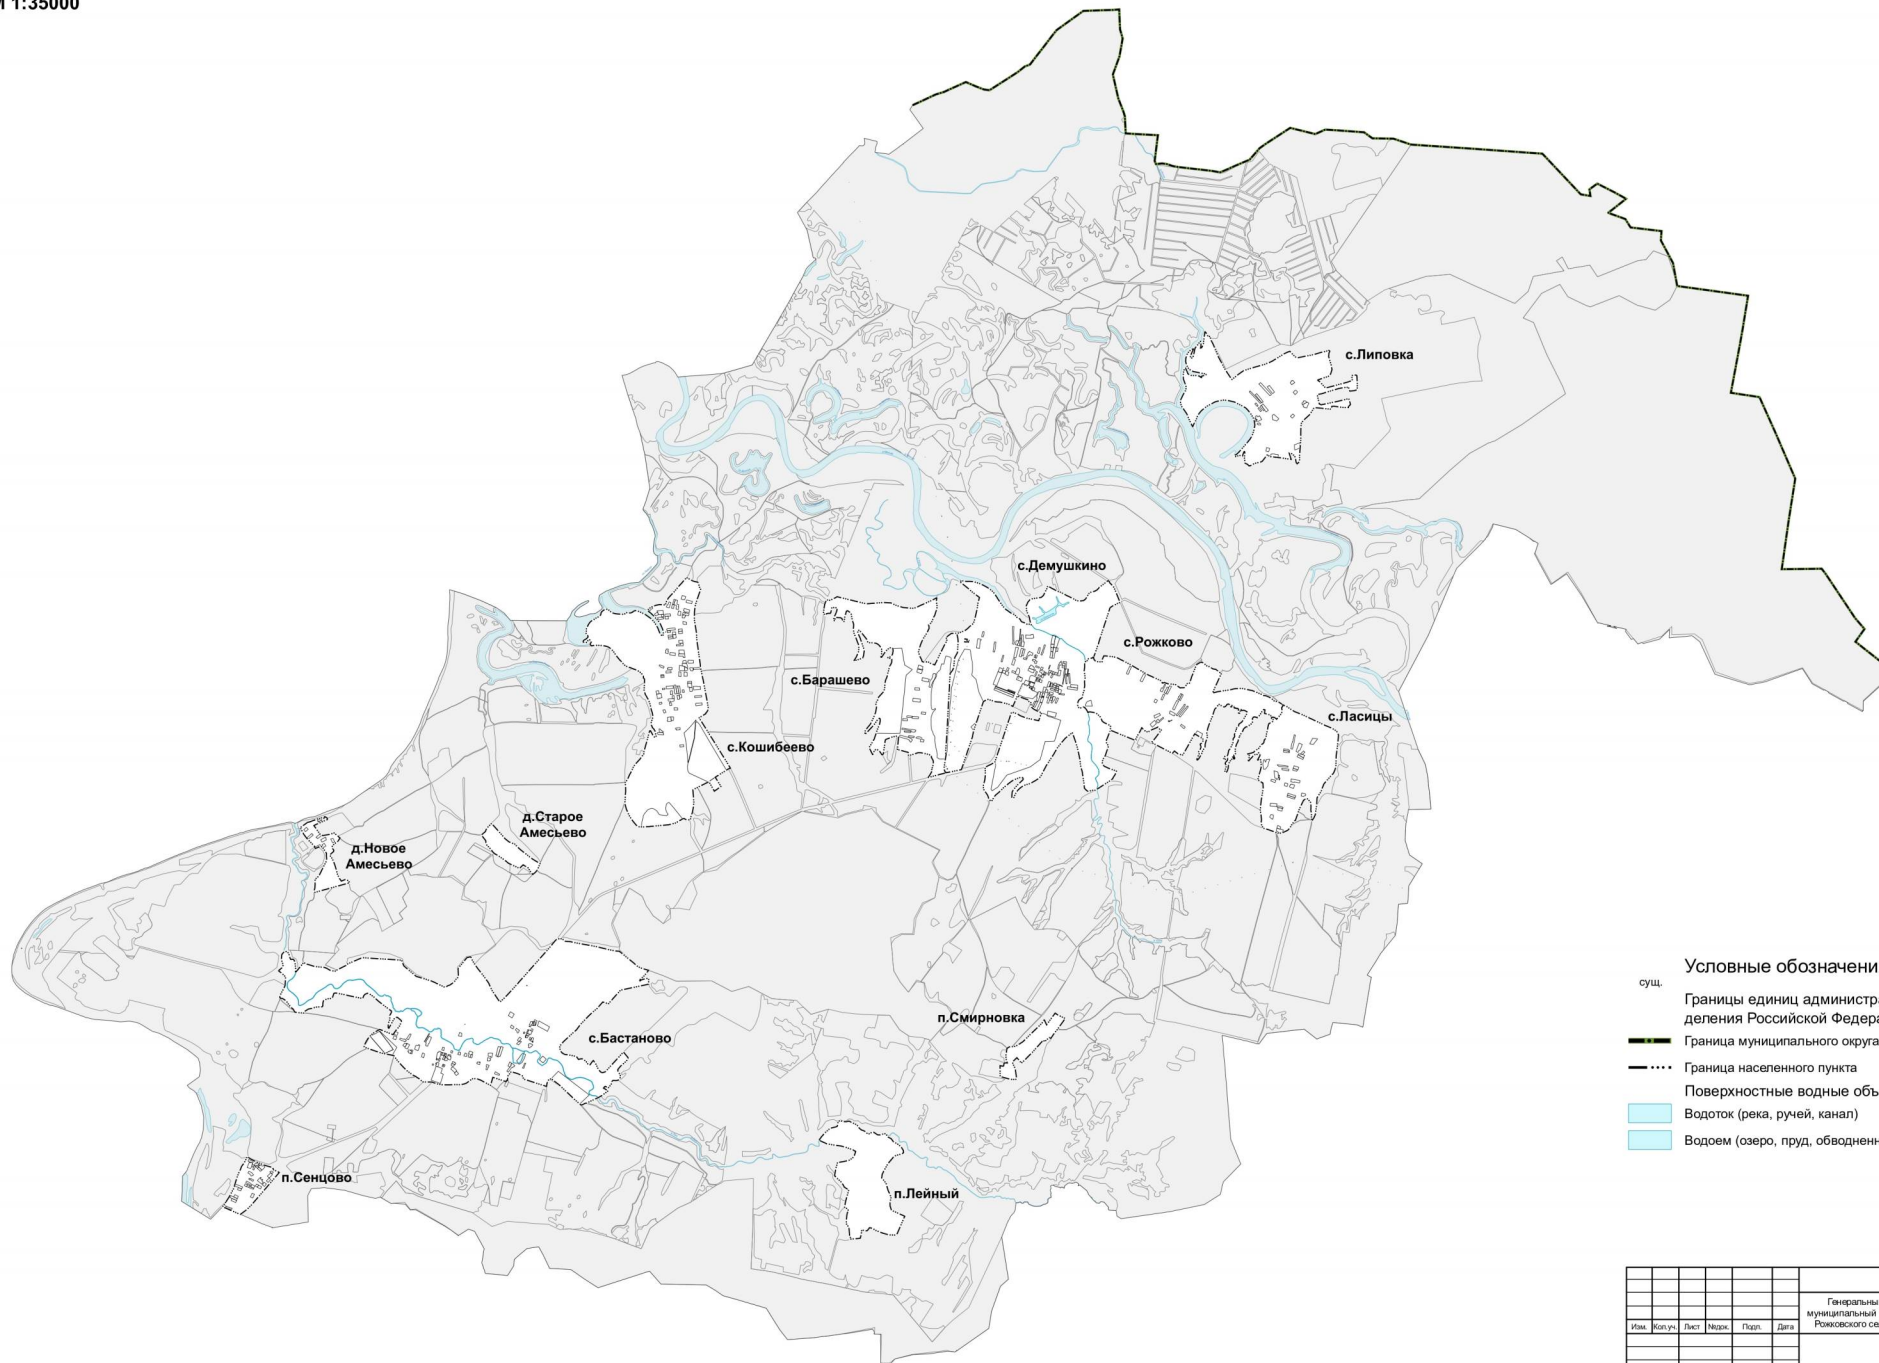 М 1:35000
с.Липовка
с.Демушкино
с.Рожково
с.Барашево
с.Ласицы
с.Кошибеево
д.Старое
Амесьево
д.Новое
Амесьево
с.Бастаново
п.Смирновка
п.Сенцово
п.Лейный
Условные обозначени
сущ.
Границы единиц администра
деления Российской Федера
Граница муниципального округа
Граница населенного пункта
Поверхностные водные объ
Водоток (река, ручей, канал)
Водоем (озеро, пруд, обводненн
Генеральны
муниципальный
Рожковского се
Изм. Кол.уч. Лист №док. Подп. Дата